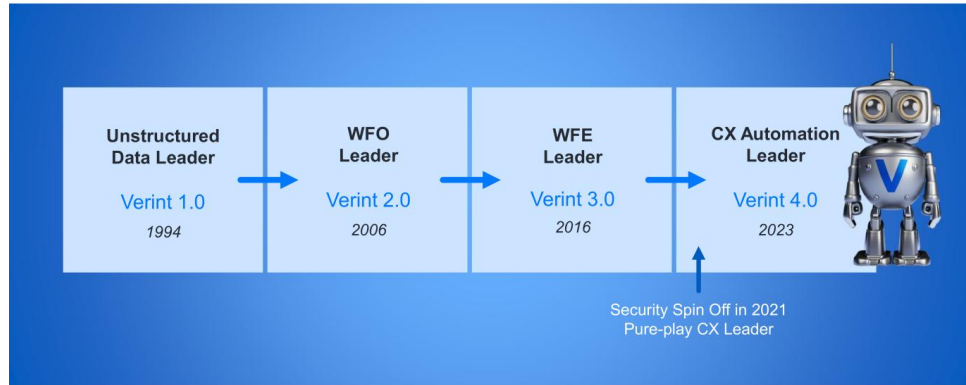 Unstructured
Data Leader
Verint 1.0
1994
WFO
Leader
Verint 2.0
2006
WFE
Leader
Verint 3.0
2016
CX Automation
Leader
Verint 4.0
2023
V
Security Spin Off in 2021
Pure-play CX Leader